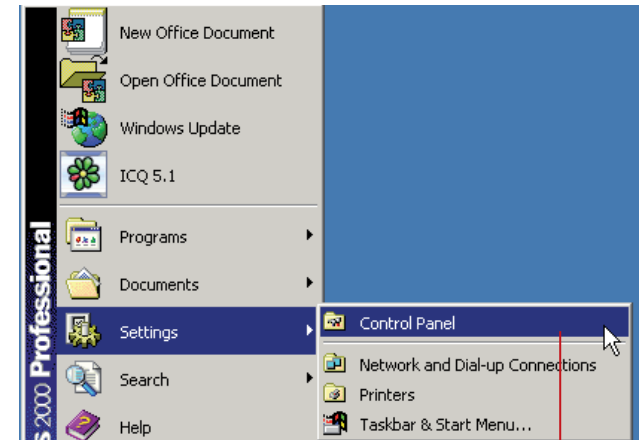 New Office Document
Open Office Document
Windows Update
ICQ 5.1
Programs
Documents
Settings
Search
Help
Control Panel
Network and Dial-up Connections
Printers
Taskbar & Start Menu...
2000 Professional